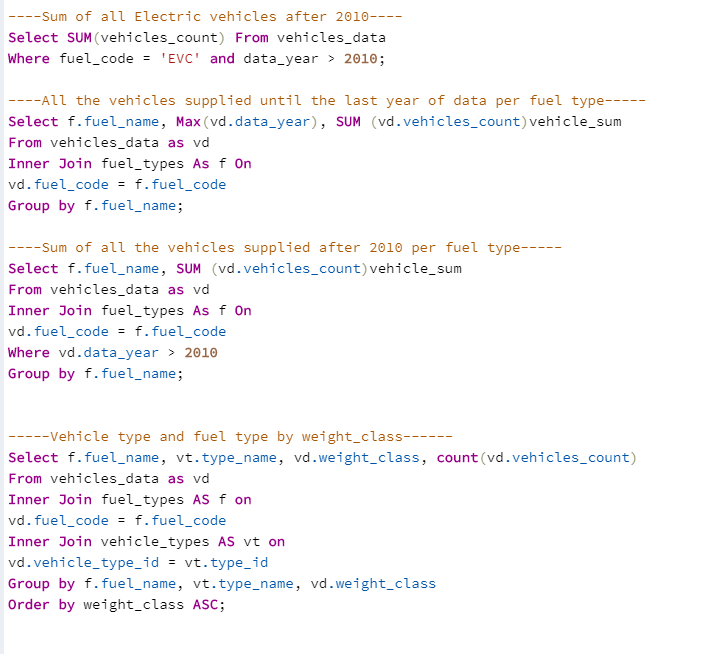 ----Sum of all Electric vehicles after 2010----
Select SUM(vehicles_count) From vehicles_data
Where fuel_code = 'EVC' and data_year > 2010;
----All the vehicles supplied until the last year of data per fuel type-----
Select f.fuel_name, Max(vd.data_year), SUM (vd.vehicles_count)vehicle_sum
From vehicles_data as vd
Inner Join fuel_types As f On
vd.fuel_code = f.fuel_code
Group by f.fuel_name;
----Sum of all the vehicles supplied after 2010 per fuel type-----
Select f.fuel_name, SUM (vd.vehicles_count)vehicle_sum
From vehicles_data as vd
Inner Join fuel_types As f On
vd.fuel_code = f.fuel_code
Where vd.data_year > 2010
Group by f.fuel_name;
-----Vehicle type and fuel type by weight_class------
Select f.fuel_name, vt.type_name, vd.weight_class, count(vd.vehicles_count)
From vehicles_data as vd
Inner Join fuel_types AS f on
vd.fuel_code = f.fuel_code
Inner Join vehicle_types AS vt on
vd.vehicle_type_id = vt.type_id
Group by f.fuel_name, vt.type_name, vd.weight_class
Order by weight_class ASC;